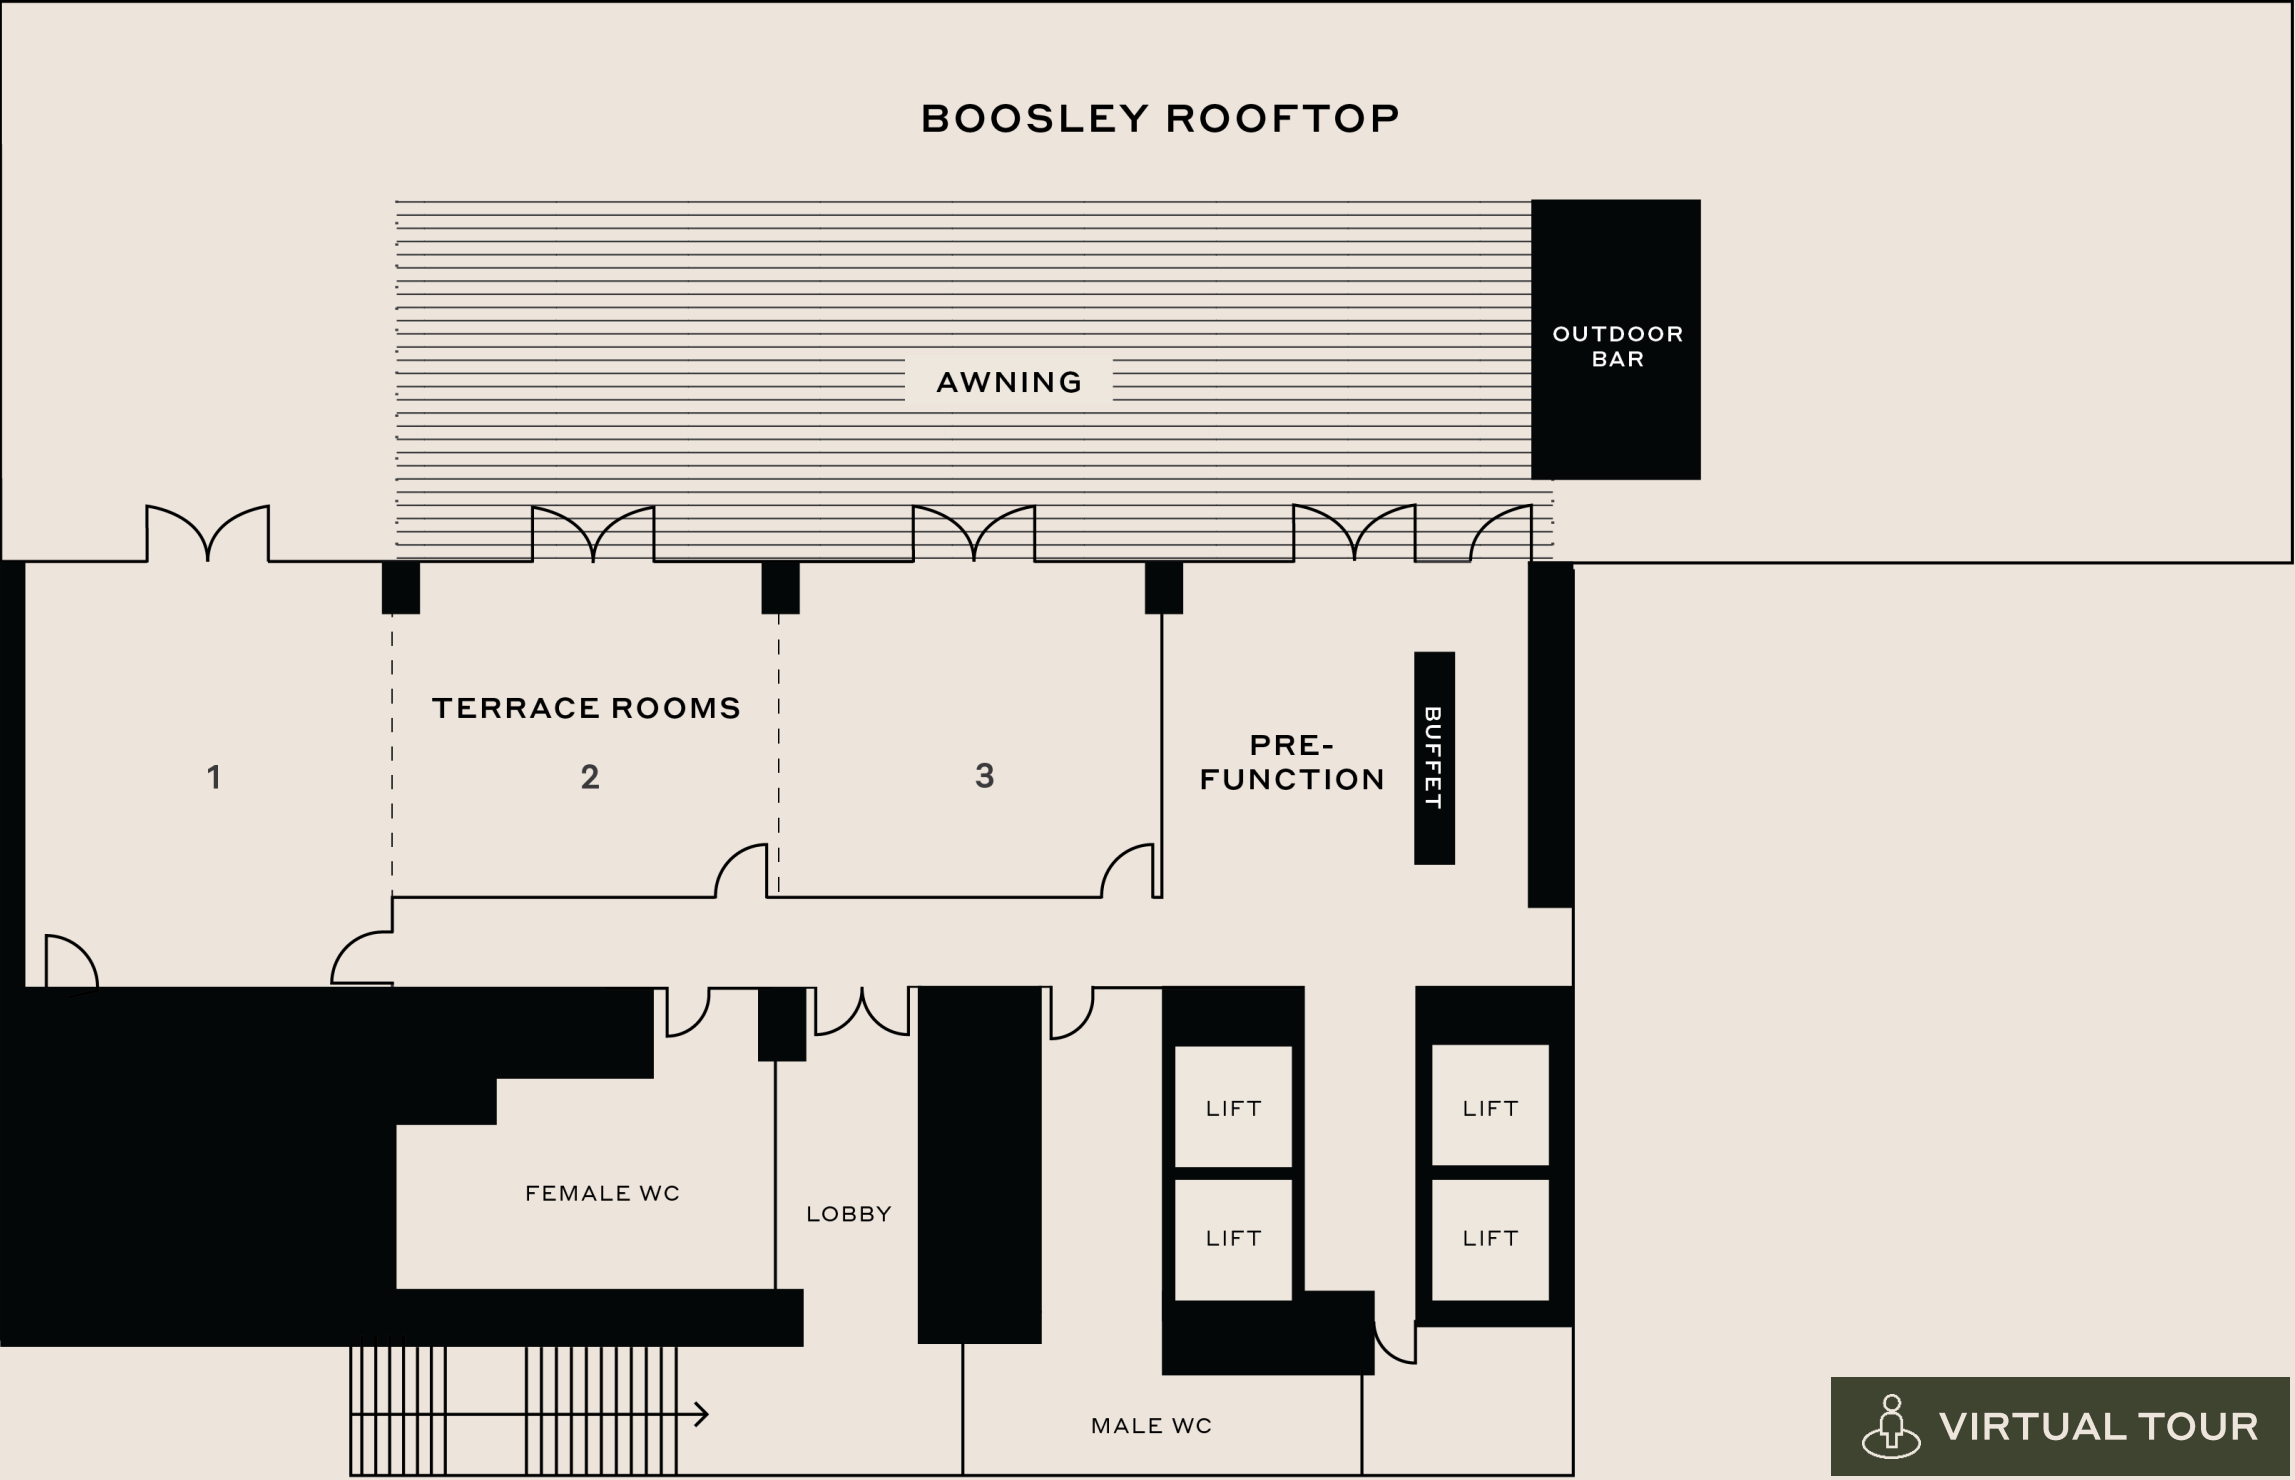 BOOSLEY ROOFTOP
OUTDOOR
BAR
AWNING
TERRACE ROOMS
1
2
3
PRE-
FUNCTION
BUFFET
LIFT
LIFT
FEMALE WC
LOBBY
LIFT
LIFT
MALE WC
VIRTUAL TOUR